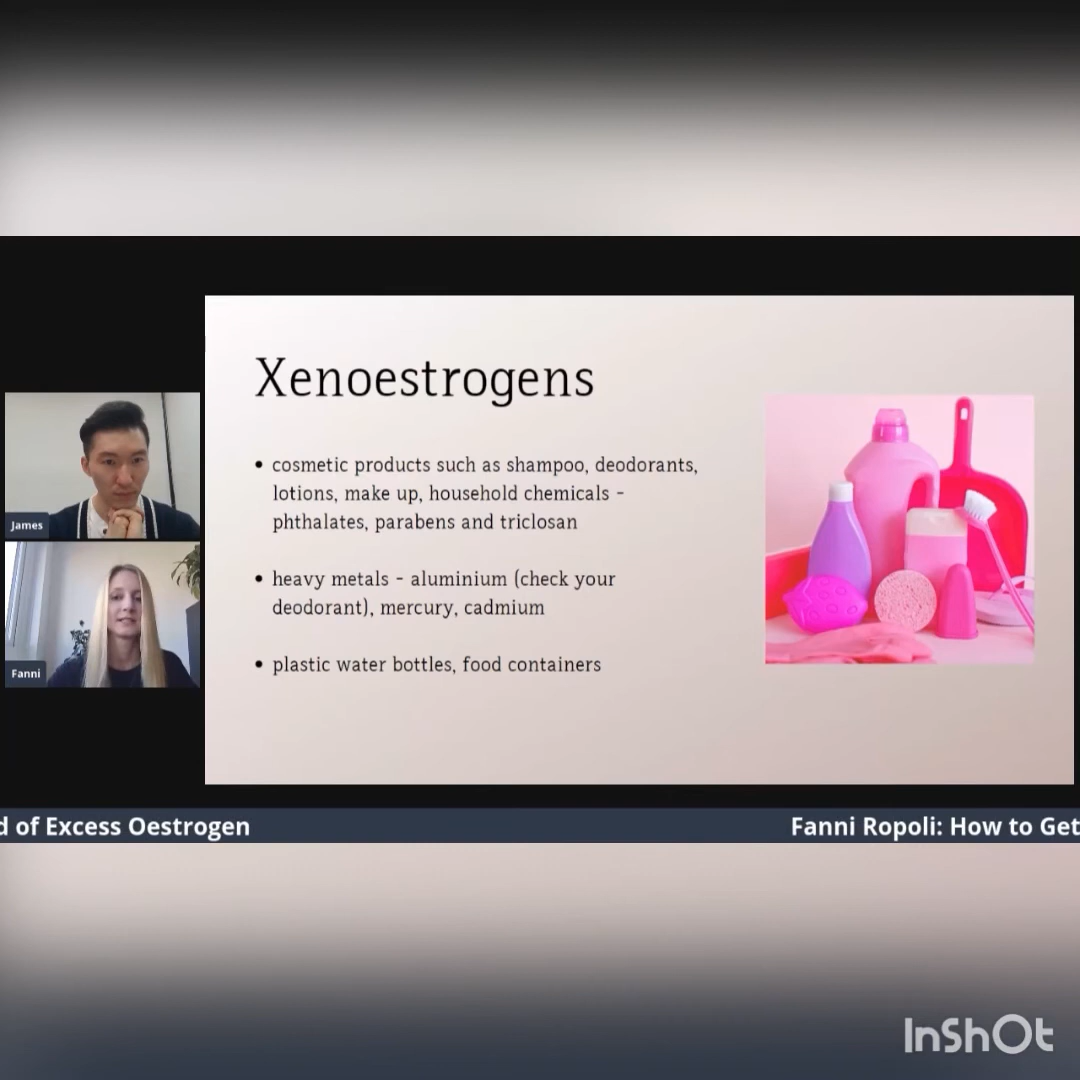 Xenoestrogens
• cosmetic products such as shampoo, deodorants,
lotions, make up, household chemicals -
phthalates, parabens and triclosan
• heavy metals - aluminium (check your
deodorant), mercury, cadmium
• plastic water bottles, food containers
James
Fanni
d of Excess Oestrogen
Fanni Ropoli: How to Get
InShOt